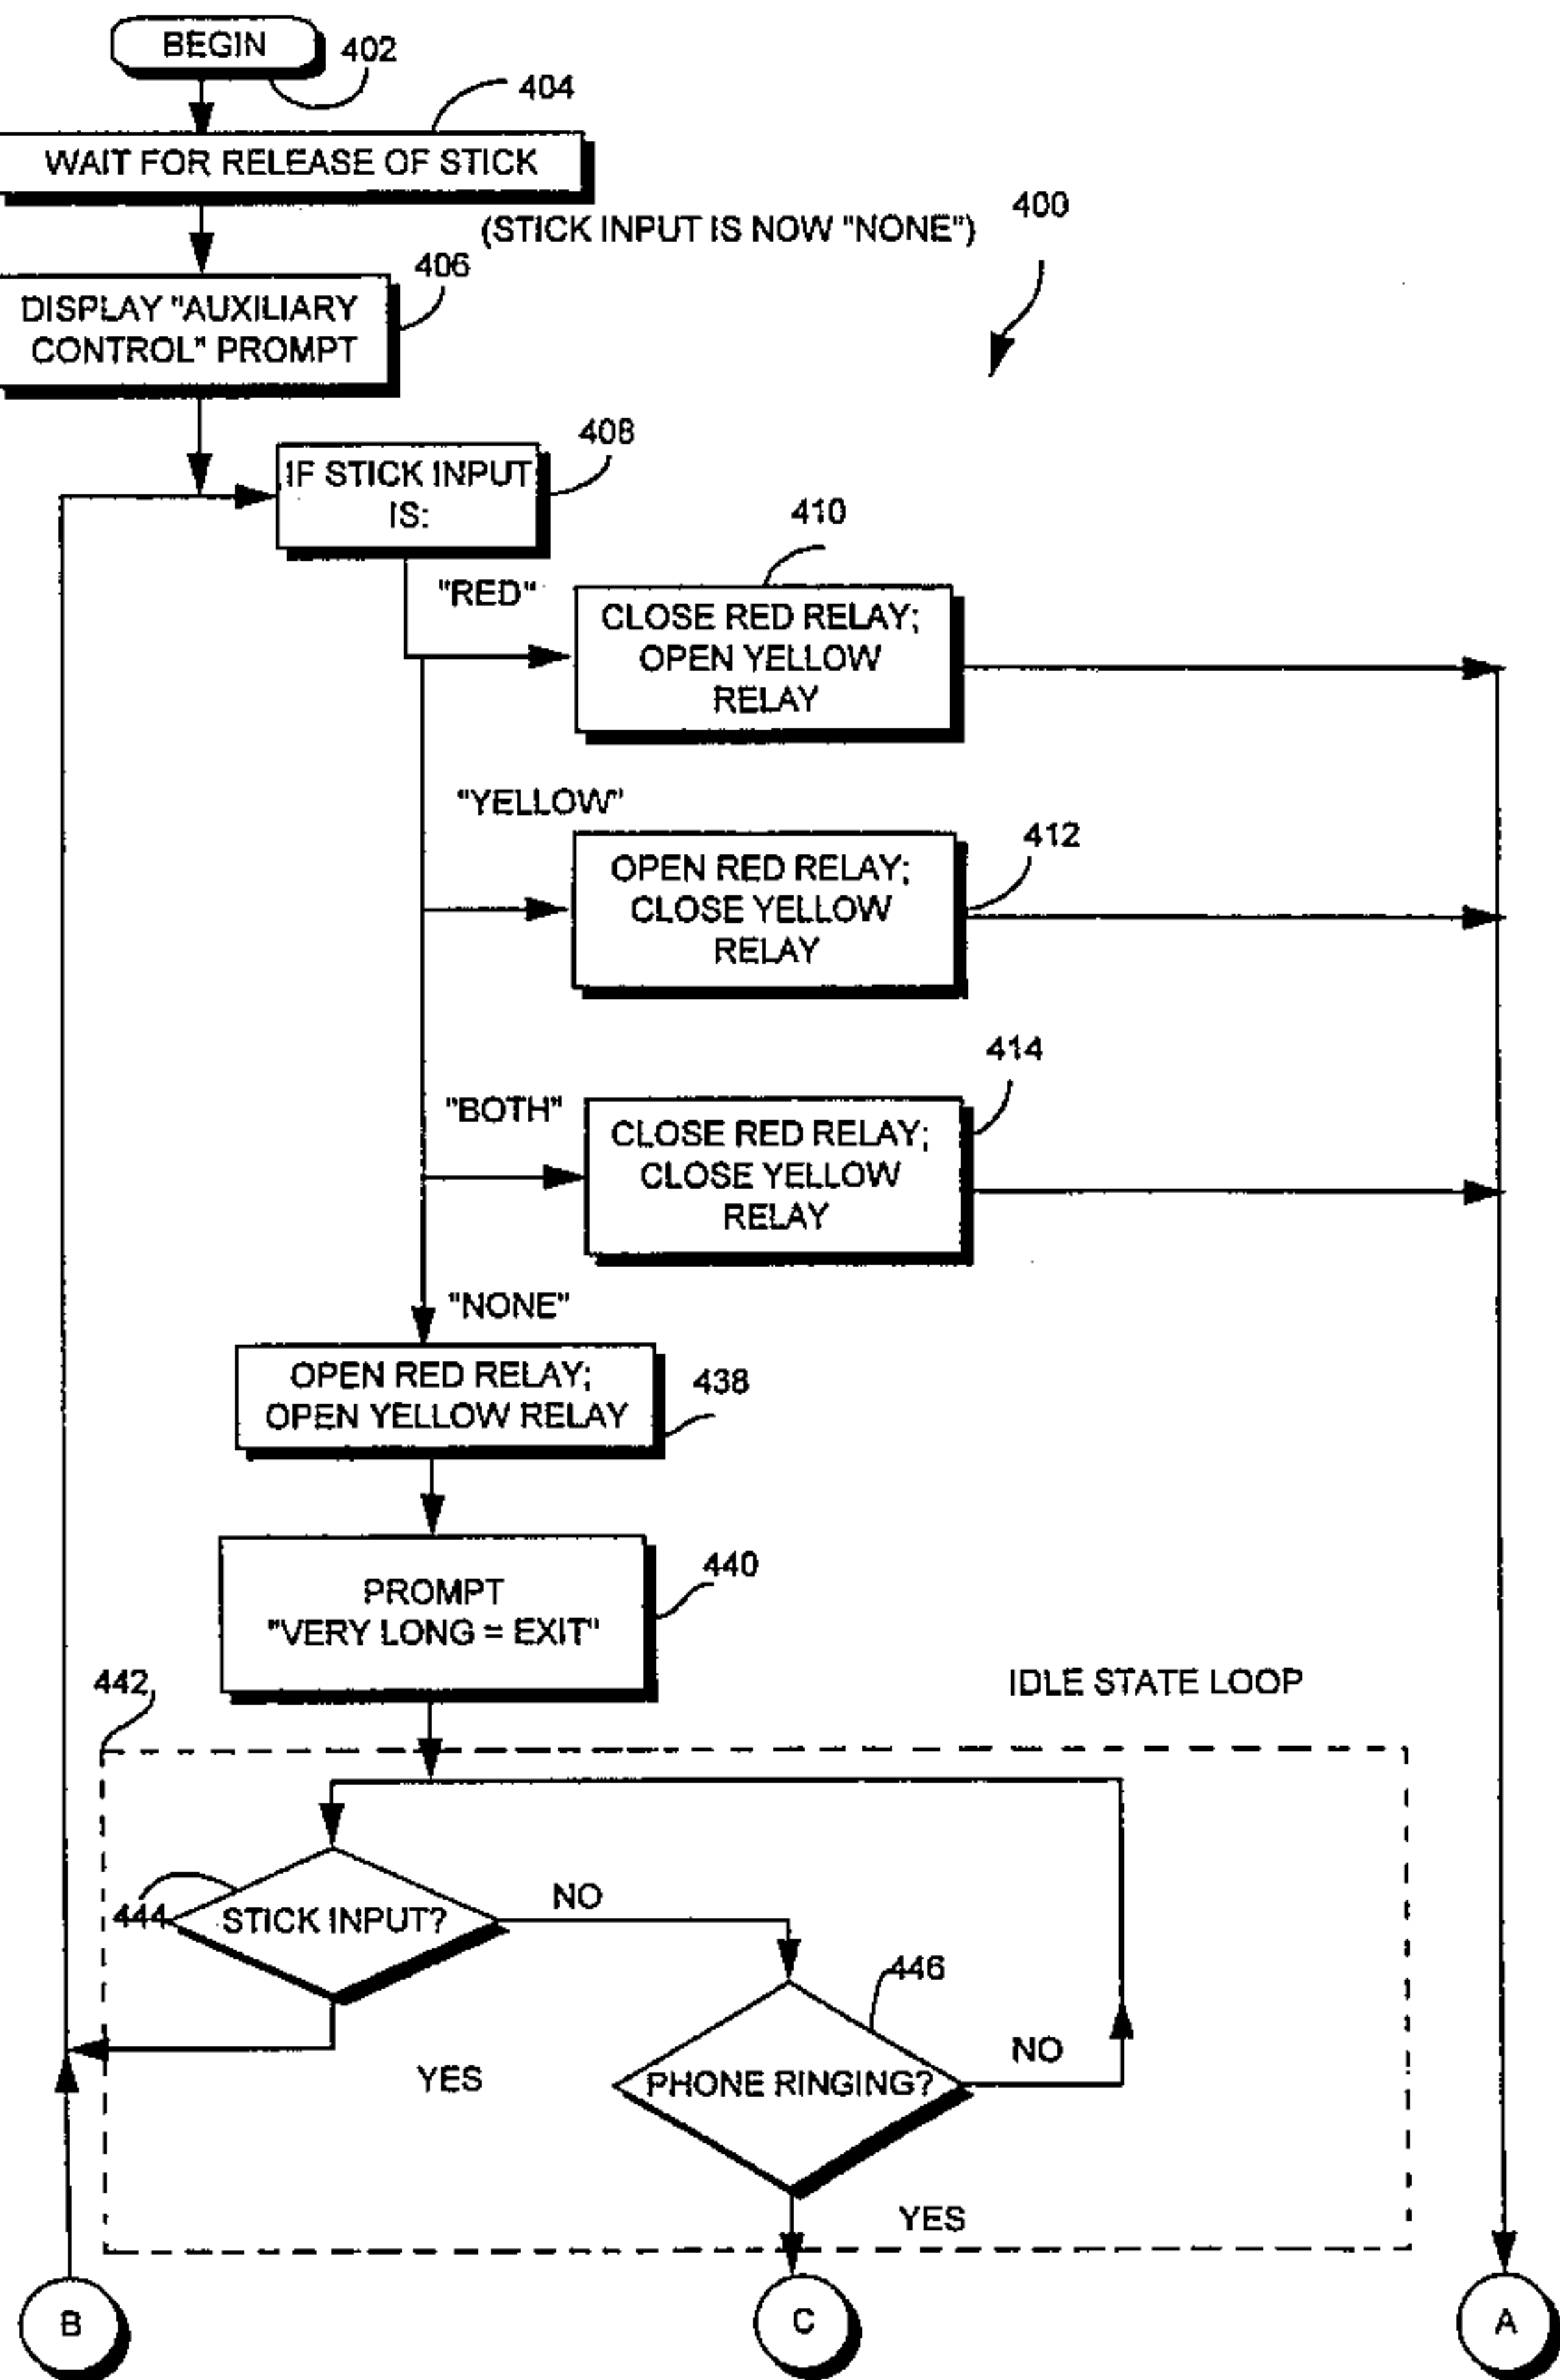 BEGIN
402
404
WAIT FOR RELEASE OF STICK
(STICK INPUT IS NOW "NONE")
400
406
DISPLAY "AUXILIARY
CONTROL" PROMPT
408
IF STICK INPUT
IS:
410
"RED"
CLOSE RED RELAY;
OPEN YELLOW
RELAY
"YELLOW"
412
OPEN RED RELAY;
CLOSE YELLOW
RELAY
414
"BOTH"
CLOSE RED RELAY;
CLOSE YELLOW
RELAY
"NONE"
OPEN RED RELAY;
OPEN YELLOW RELAY
438
440
PROMPT
"VERY LONG = EXIT"
442
IDLE STATE LOOP
444
STICK INPUT?
NO
446
PHONE RINGING?
NO
YES
YES
B
C
A